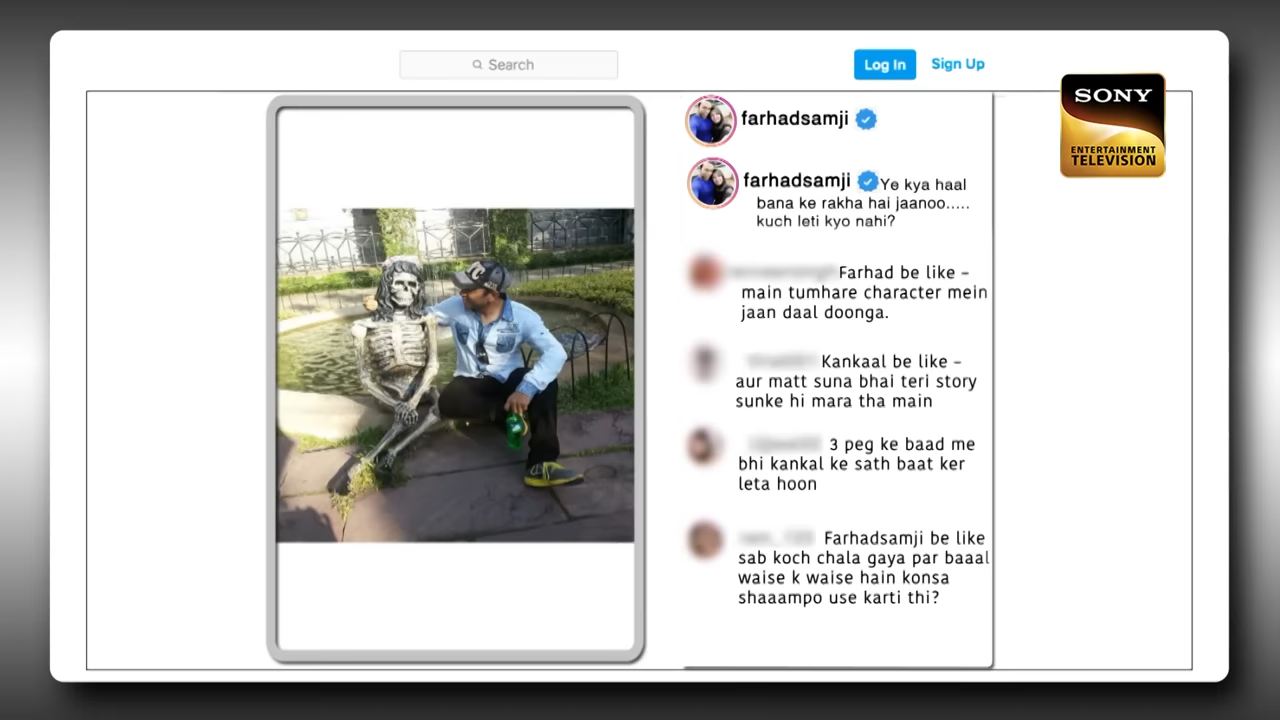 Search
Log In
Sign Up
SONY
ENTERTAINMENT
TELEVISION
farhadsamji
farhadsamji Ye kya haal
bana ke rakha hai jaanoo.....
kuch leti kyo nahi?
Farhad be like –
main tumhare character mein
jaan daal doonga.
Kankaal be like –
aur matt suna bhai teri story
sunke hi mara tha main
3 peg ke baad me
bhi kankal ke sath baat ker
leta hoon
Farhadsamji be like
sab koch chala gaya par baaal
waise k waise hain konsa
shaaampo use karti thi?